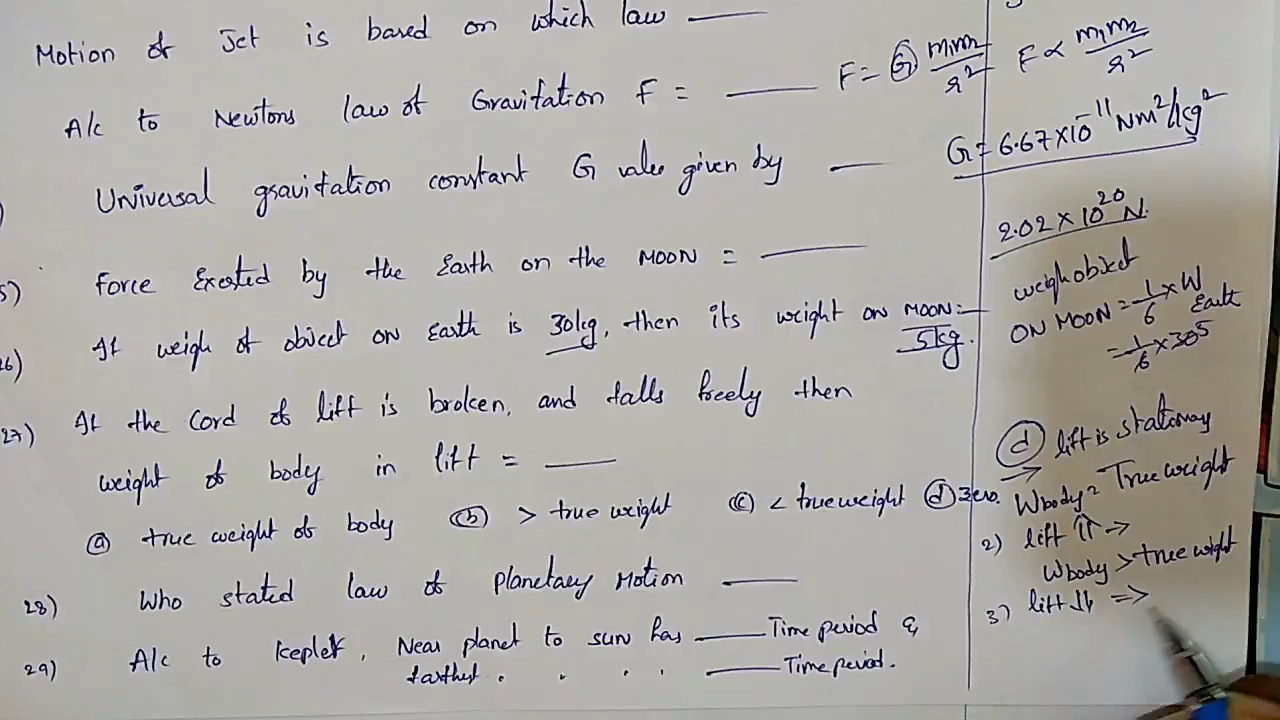 Motion of Jet is based on which law ——
A/c to Newtons law of Gravitation F = ——
F = G m1m2/r²  F ∝ m1m2/r²
Universal gravitation constant G value given by ——
G = 6.67×10⁻¹¹ Nm²/kg²
5) Force Exerted by the Earth on the MOON = ——
2.02 × 10²⁰ N.
26) If weigh of object on Earth is 30kg, then its weight on MOON =
5kg.
weigh object
ON MOON = 1/6 × W Earth
= 1/6 × 30 5
27) If the Cord of lift is broken, and falls freely then
weight of body in lift = ——
a) true weight of body (b) > true weight (c) < true weight (d) zero.
(d) lift is stationary
Wbody = True weight
2) lift ⇑ →
Wbody > true wight
3) lift ⇓ =>
28) Who stated law of Planetary Motion ——
29) A/c to Kepler, Near planet to sun has —— Time period &
farthest . . . . —— Time period.